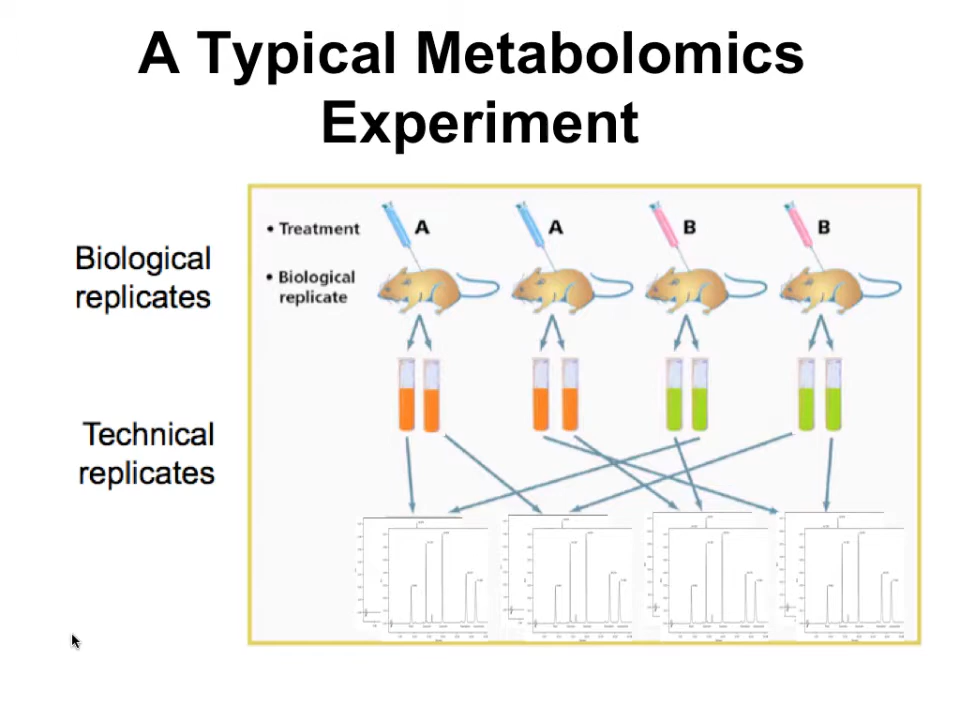 A Typical Metabolomics
Experiment
Biological
replicates
• Treatment
A
A
B
B
• Biological
replicate
Technical
replicates